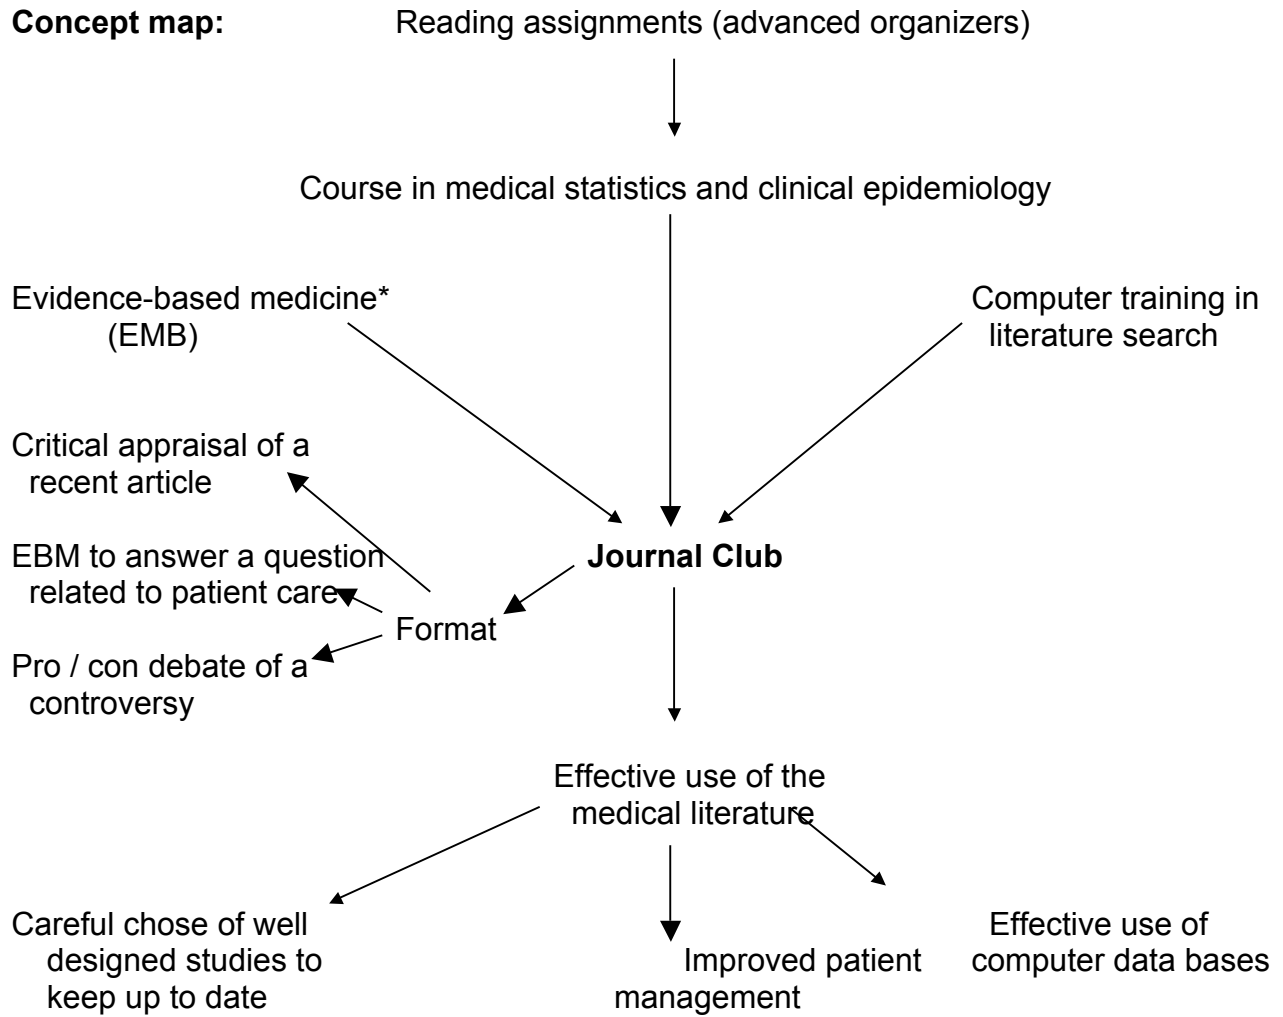 Concept map: Reading assignments (advanced organizers)
Course in medical statistics and clinical epidemiology
Evidence-based medicine*
(EMB)
Computer training in
literature search
Critical appraisal of a
recent article
EBM to answer a question
related to patient care
Journal Club
Format
Pro / con debate of a
controversy
Effective use of the
medical literature
Careful chose of well
designed studies to
keep up to date
Improved patient
management
Effective use of
computer data bases